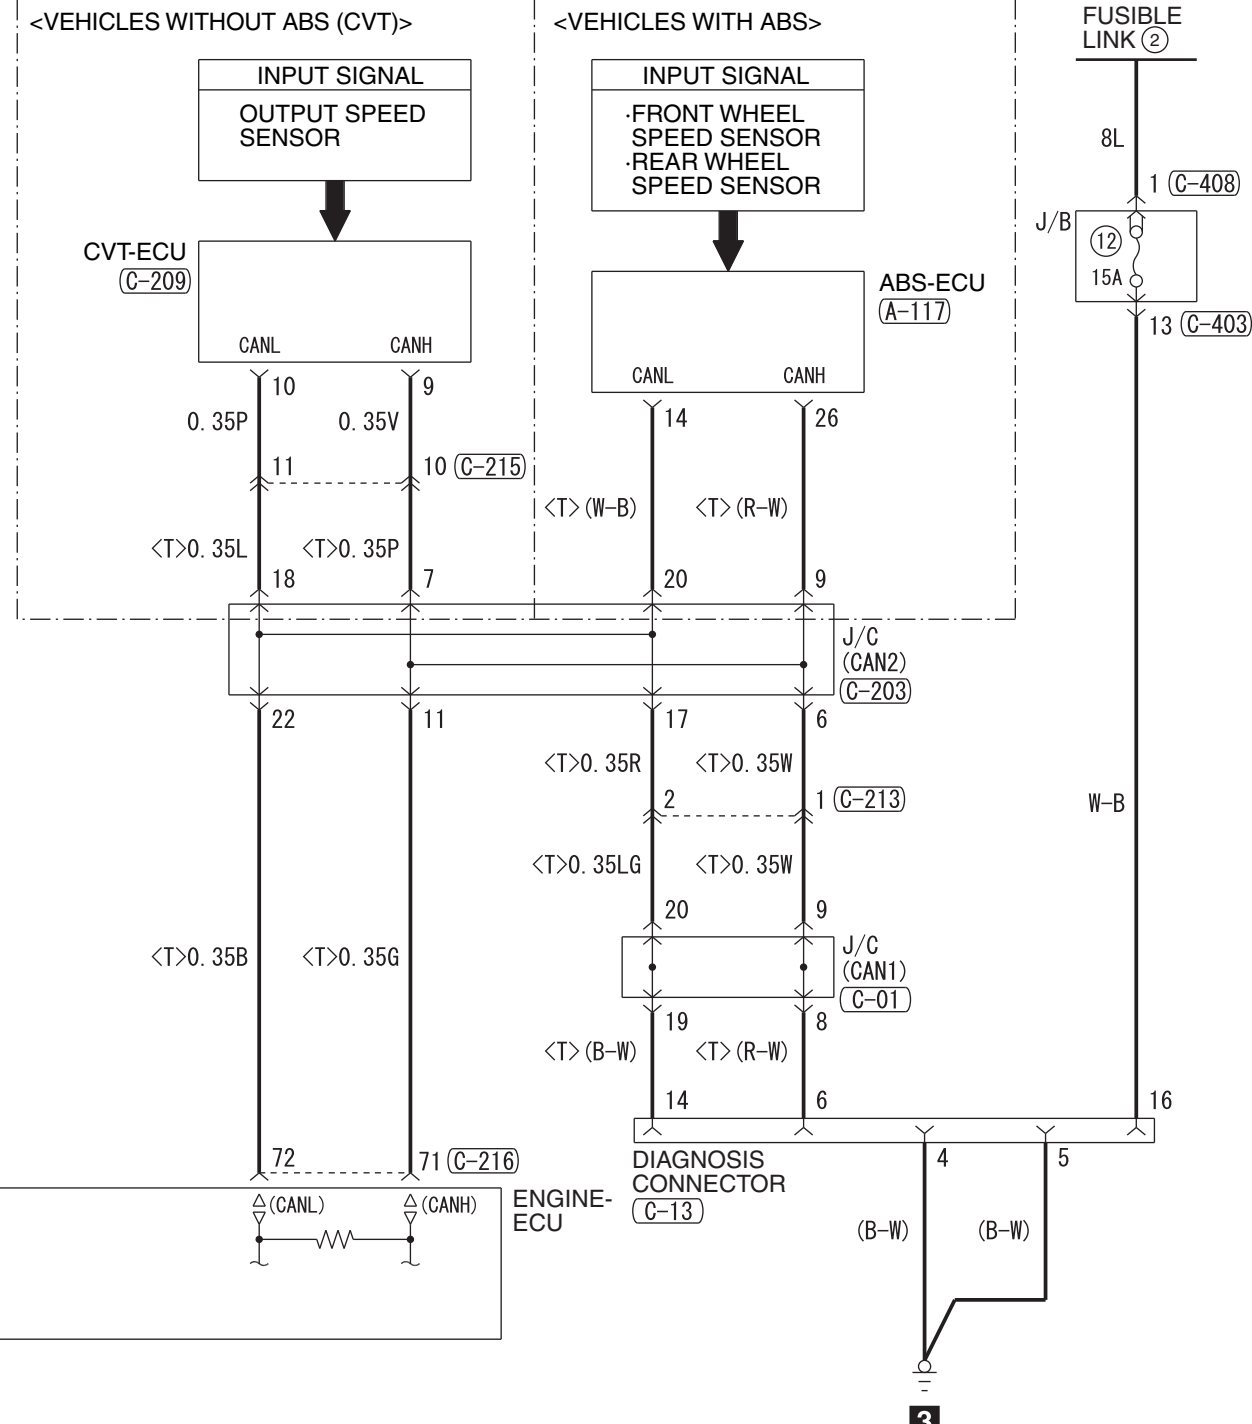 <VEHICLES WITHOUT ABS (CVT)>
<VEHICLES WITH ABS>
FUSIBLE
LINK ②
INPUT SIGNAL
OUTPUT SPEED
SENSOR
INPUT SIGNAL
·FRONT WHEEL
SPEED SENSOR
·REAR WHEEL
SPEED SENSOR
8L
1 C-408
J/B
12
15A
13 C-403
CVT-ECU
C-209
CANL
CANH
ABS-ECU
A-117
CANL
CANH
10
9
0.35P
0.35V
14
26
11
10 C-215
<T>(W-B)
<T>(R-W)
<T>0.35L
<T>0.35P
18
7
20
9
J/C
(CAN2)
C-203
22
11
17
6
<T>0.35R
<T>0.35W
2
1 C-213
W-B
<T>0.35LG
<T>0.35W
20
9
<T>0.35B
<T>0.35G
J/C
(CAN1)
C-01
19
8
<T>(B-W)
<T>(R-W)
14
6
16
72
71 C-216
DIAGNOSIS
CONNECTOR
C-13
4
5
(CANL)
(CANH)
ENGINE-
ECU
(B-W)
(B-W)
3